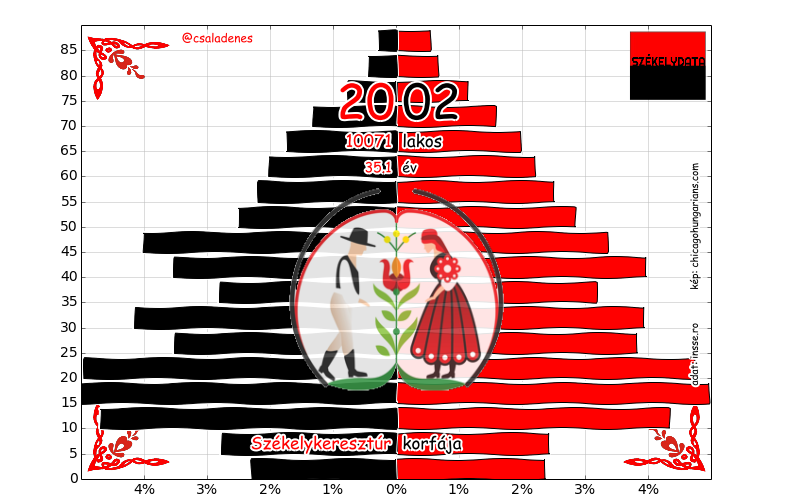 @csaladenes
SZÉKELYDATA
2002
10071 lakos
35,1 év
kép: chicagohungarians.com
adat: insse.ro
Székelykeresztúr korfája
85
80
75
70
65
60
55
50
45
40
35
30
25
20
15
10
5
0
4% 3% 2% 1% 0% 1% 2% 3% 4%